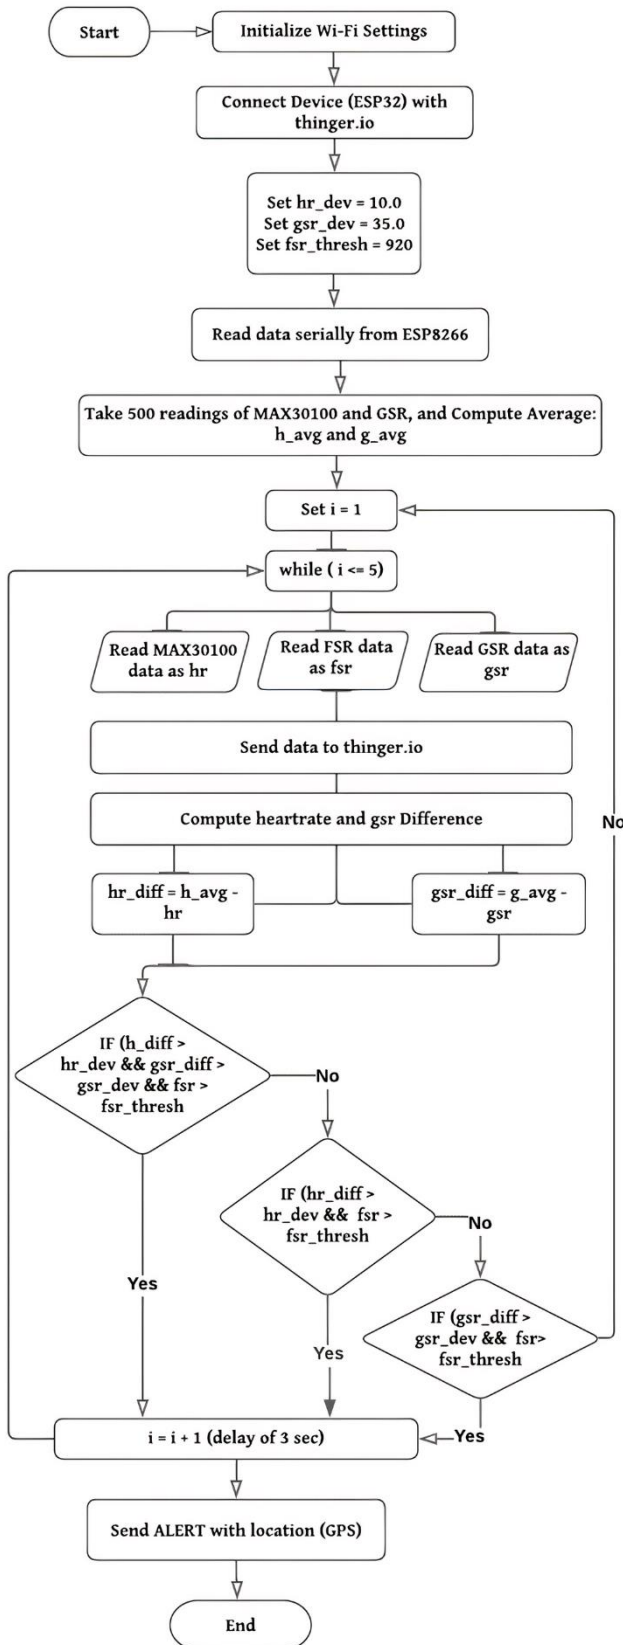 Start
Initialize Wi-Fi Settings
Connect Device (ESP32) with
thinger.io
Set hr_dev = 10.0
Set gsr_dev = 35.0
Set fsr_thresh = 920
Read data serially from ESP8266
Take 500 readings of MAX30100 and GSR, and Compute Average:
h_avg and g_avg
Set i = 1
while ( i <= 5)
Read MAX30100
data as hr
Read FSR data
as fsr
Read GSR data as
gsr
Send data to thinger.io
Compute heartrate and gsr Difference
No
hr_diff = h_avg -
hr
gsr_diff = g_avg -
gsr
IF (h_diff >
hr_dev && gsr_diff >
gsr_dev && fsr >
fsr_thresh
No
IF (hr_diff >
hr_dev && fsr >
fsr_thresh
No
Yes
IF (gsr_diff >
gsr_dev && fsr>
fsr_thresh
Yes
Yes
i = i + 1 (delay of 3 sec)
Send ALERT with location (GPS)
End